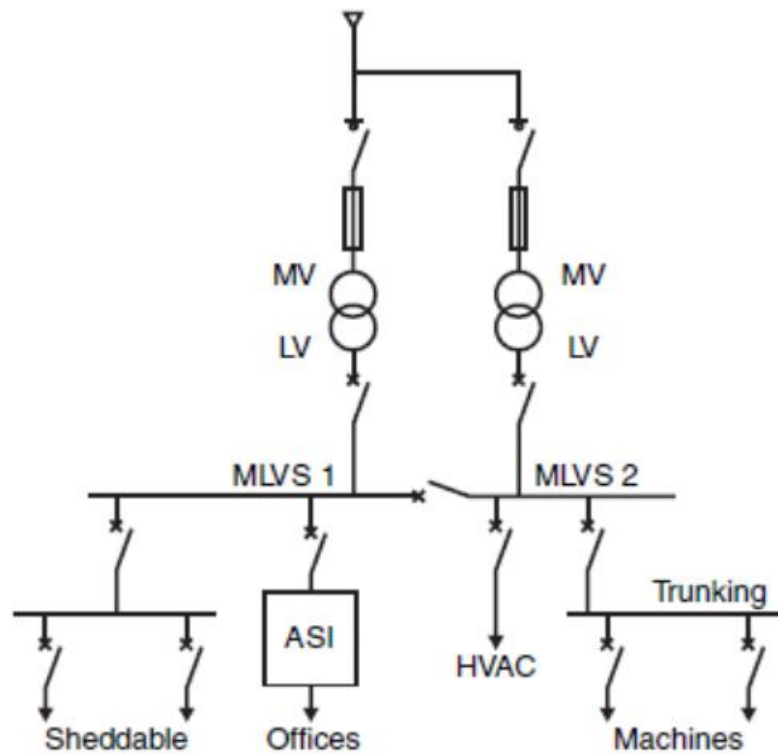 MV
MV
LV
LV
MLVS 1
MLVS 2
Trunking
ASI
HVAC
Sheddable
Offices
Machines